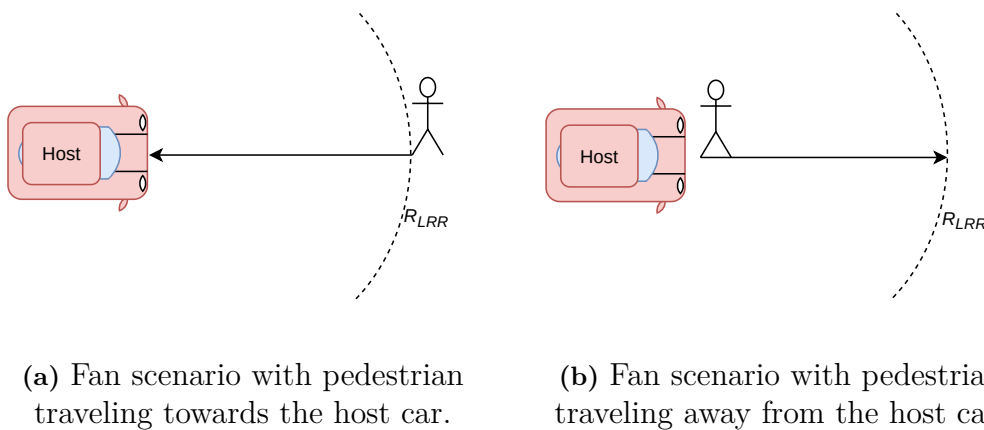 Host
R_LRR
Host
R_LRR
(a) Fan scenario with pedestrian
traveling towards the host car.
(b) Fan scenario with pedestria
traveling away from the host ca